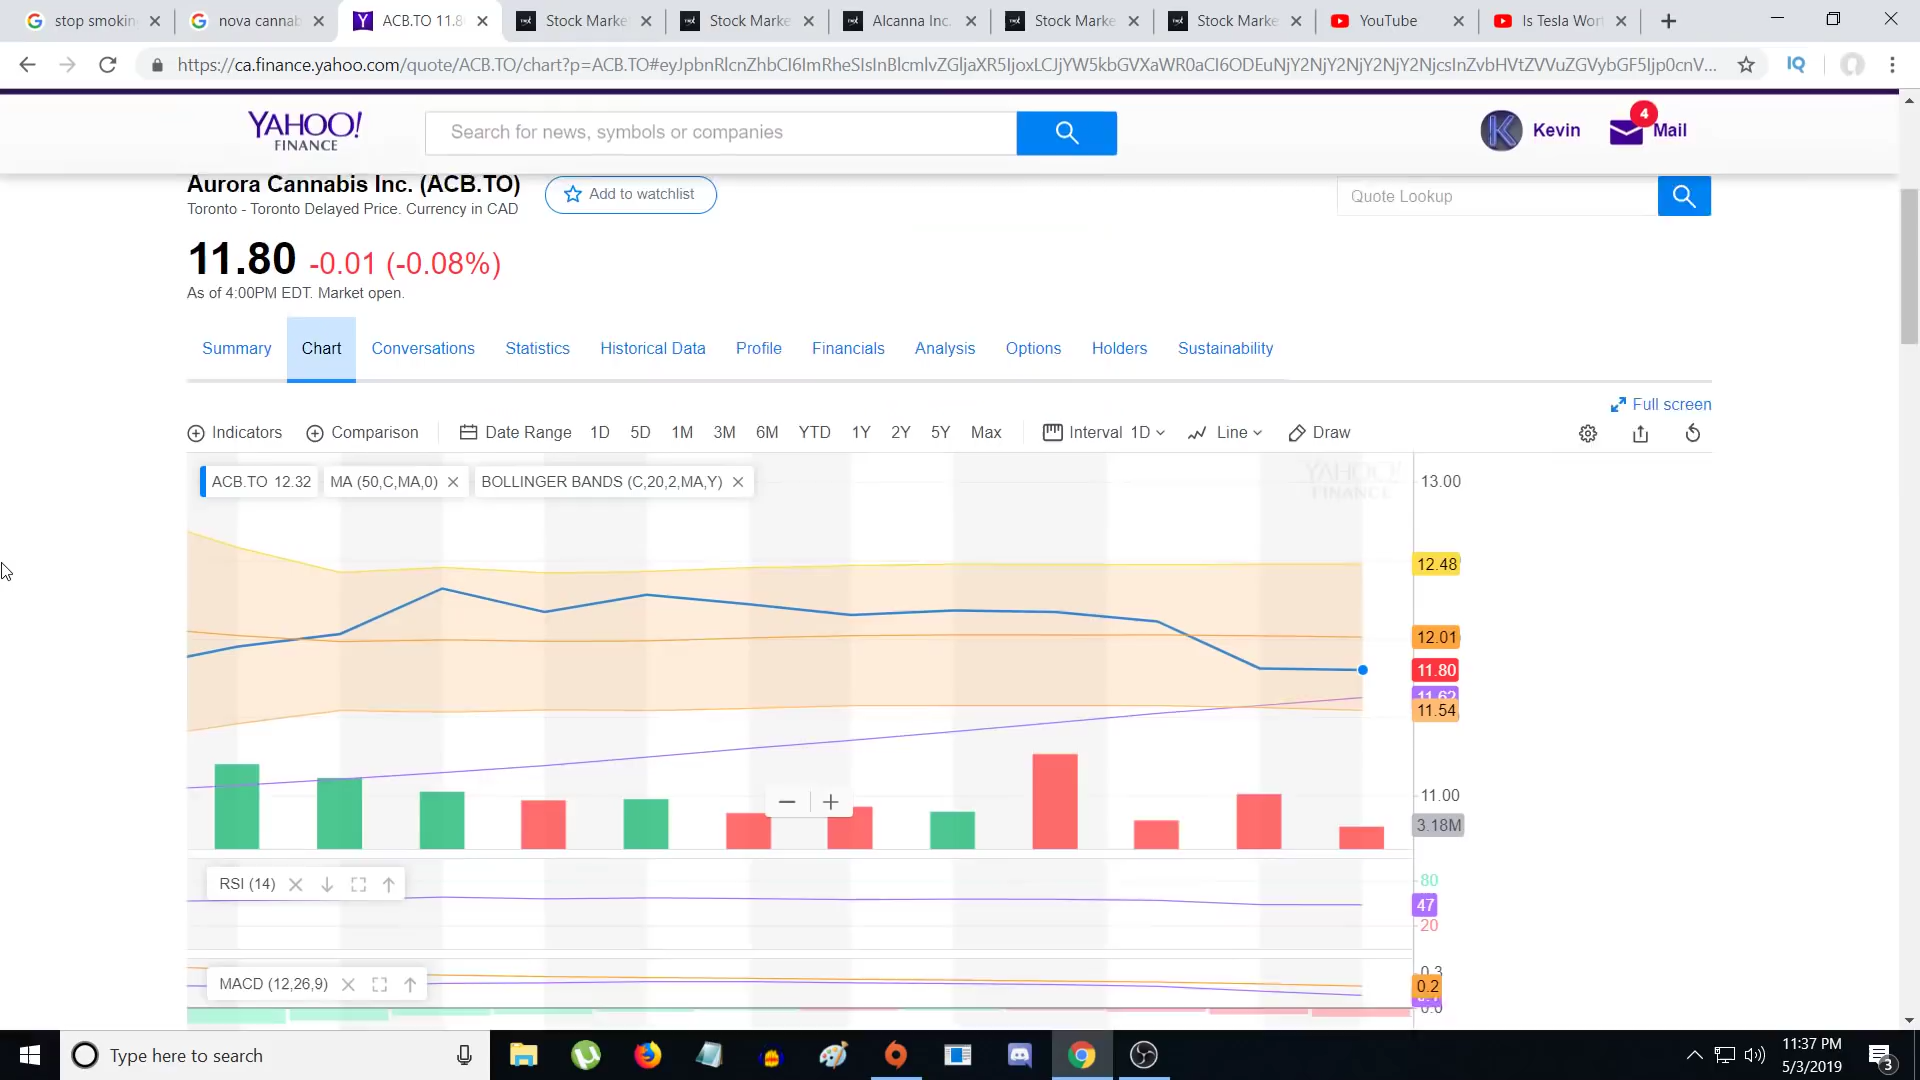 stop smokin
nova cannab
ACB.TO 11.8
Stock Marke
Stock Marke
Alcanna Inc.
Stock Marke
Stock Marke
YouTube
Is Tesla Wor
https://ca.finance.yahoo.com/quote/ACB.TO/chart?p=ACB.TO#
IQ
YAHOO!
FINANCE
Search for news, symbols or companies
K
Kevin
4
Mail
Aurora Cannabis Inc. (ACB.TO)
Add to watchlist
Quote Lookup
Toronto - Toronto Delayed Price. Currency in CAD
11.80 -0.01 (-0.08%)
As of 4:00PM EDT. Market open.
Summary Chart Conversations Statistics Historical Data Profile Financials Analysis Options Holders Sustainability
Full screen
Indicators Comparison Date Range 1D 5D 1M 3M 6M YTD 1Y 2Y 5Y Max Interval 1D Line Draw
ACB.TO 12.32
MA (50,C,MA,0)
BOLLINGER BANDS (C,20,2,MA,Y)
YAHOO!
FINANCE
13.00
12.48
12.01
11.80
11.62
11.54
11.00
3.18M
RSI (14)
80
47
20
MACD (12,26,9)
0.3
0.2
0.0
Type here to search
11:37 PM
5/3/2019
3